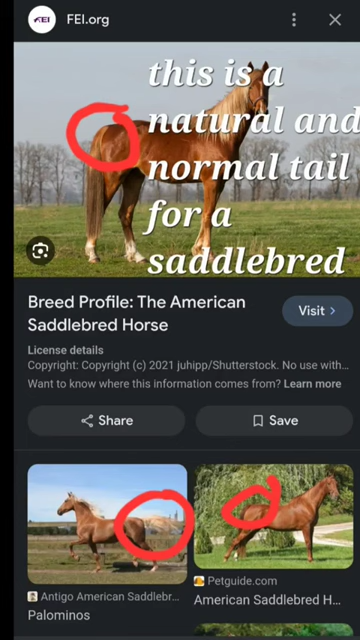 FEI
FEI.org
this is a
natural and
normal tail
for a
saddlebred
Breed Profile: The American
Saddlebred Horse
Visit
License details
Copyright: Copyright (c) 2021 juhipp/Shutterstock. No use with...
Want to know where this information comes from? Learn more
Share
Save
Antigo American Saddlebr...
Palominos
Petguide.com
American Saddlebred H...